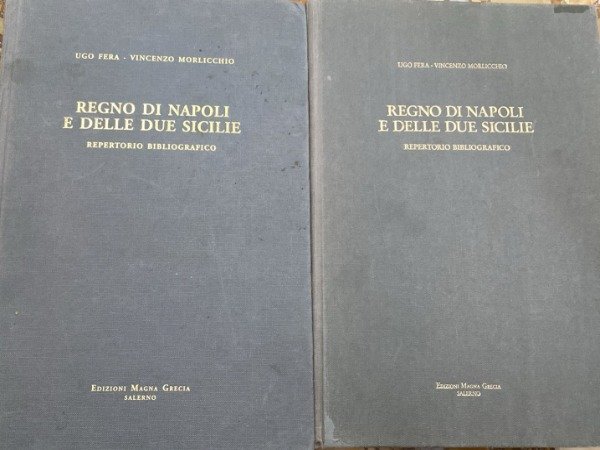 UGO FERA - VINCENZO MORLICCHIO
REGNO DI NAPOLI
E DELLE DUE SICILIE
REPERTORIO BIBLIOGRAFICO
EDIZIONI MAGNA GRECIA
SALERNO
UGO FERA - VINCENZO MORLICCHIO
REGNO DI NAPOLI
E DELLE DUE SICILIE
REPERTORIO BIBLIOGRAFICO
EDIZIONI MAGNA GRECIA
SALERNO